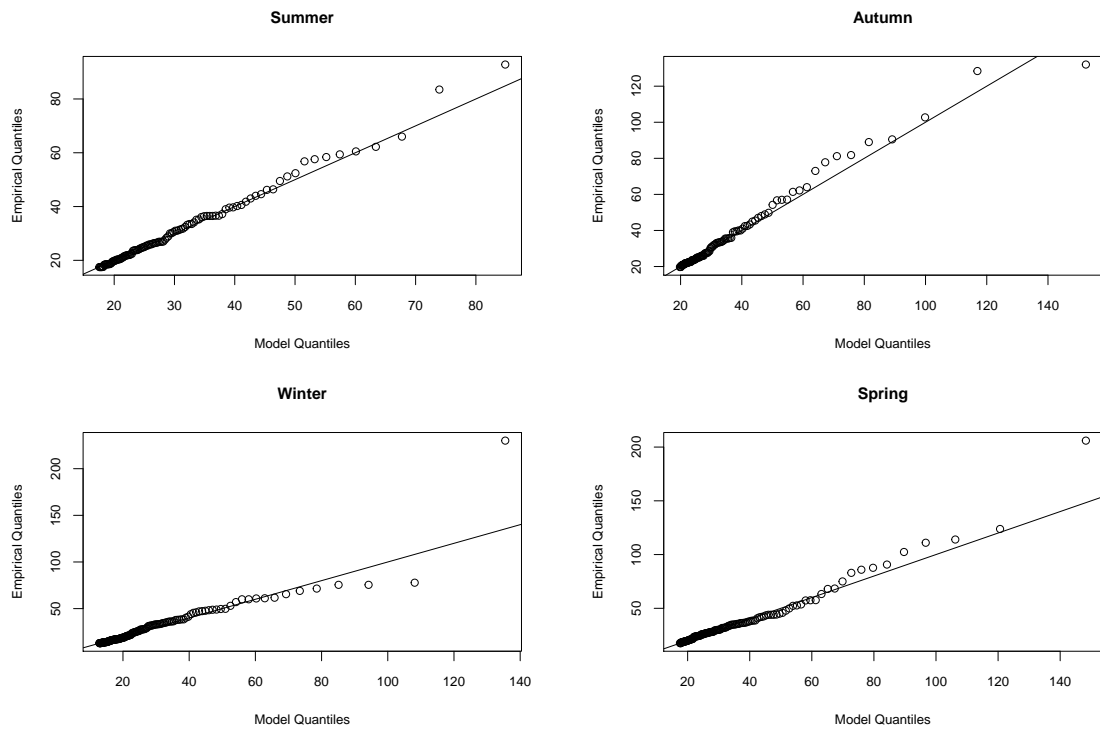 Summer
Empirical Quantiles
80
60
40
20
20 30 40 50 60 70 80
Model Quantiles
Autumn
Empirical Quantiles
120
100
80
60
40
20
20 40 60 80 100 120 140
Model Quantiles
Winter
Empirical Quantiles
200
150
100
50
20 40 60 80 100 120 140
Model Quantiles
Spring
Empirical Quantiles
200
150
100
50
20 40 60 80 100 120 140
Model Quantiles